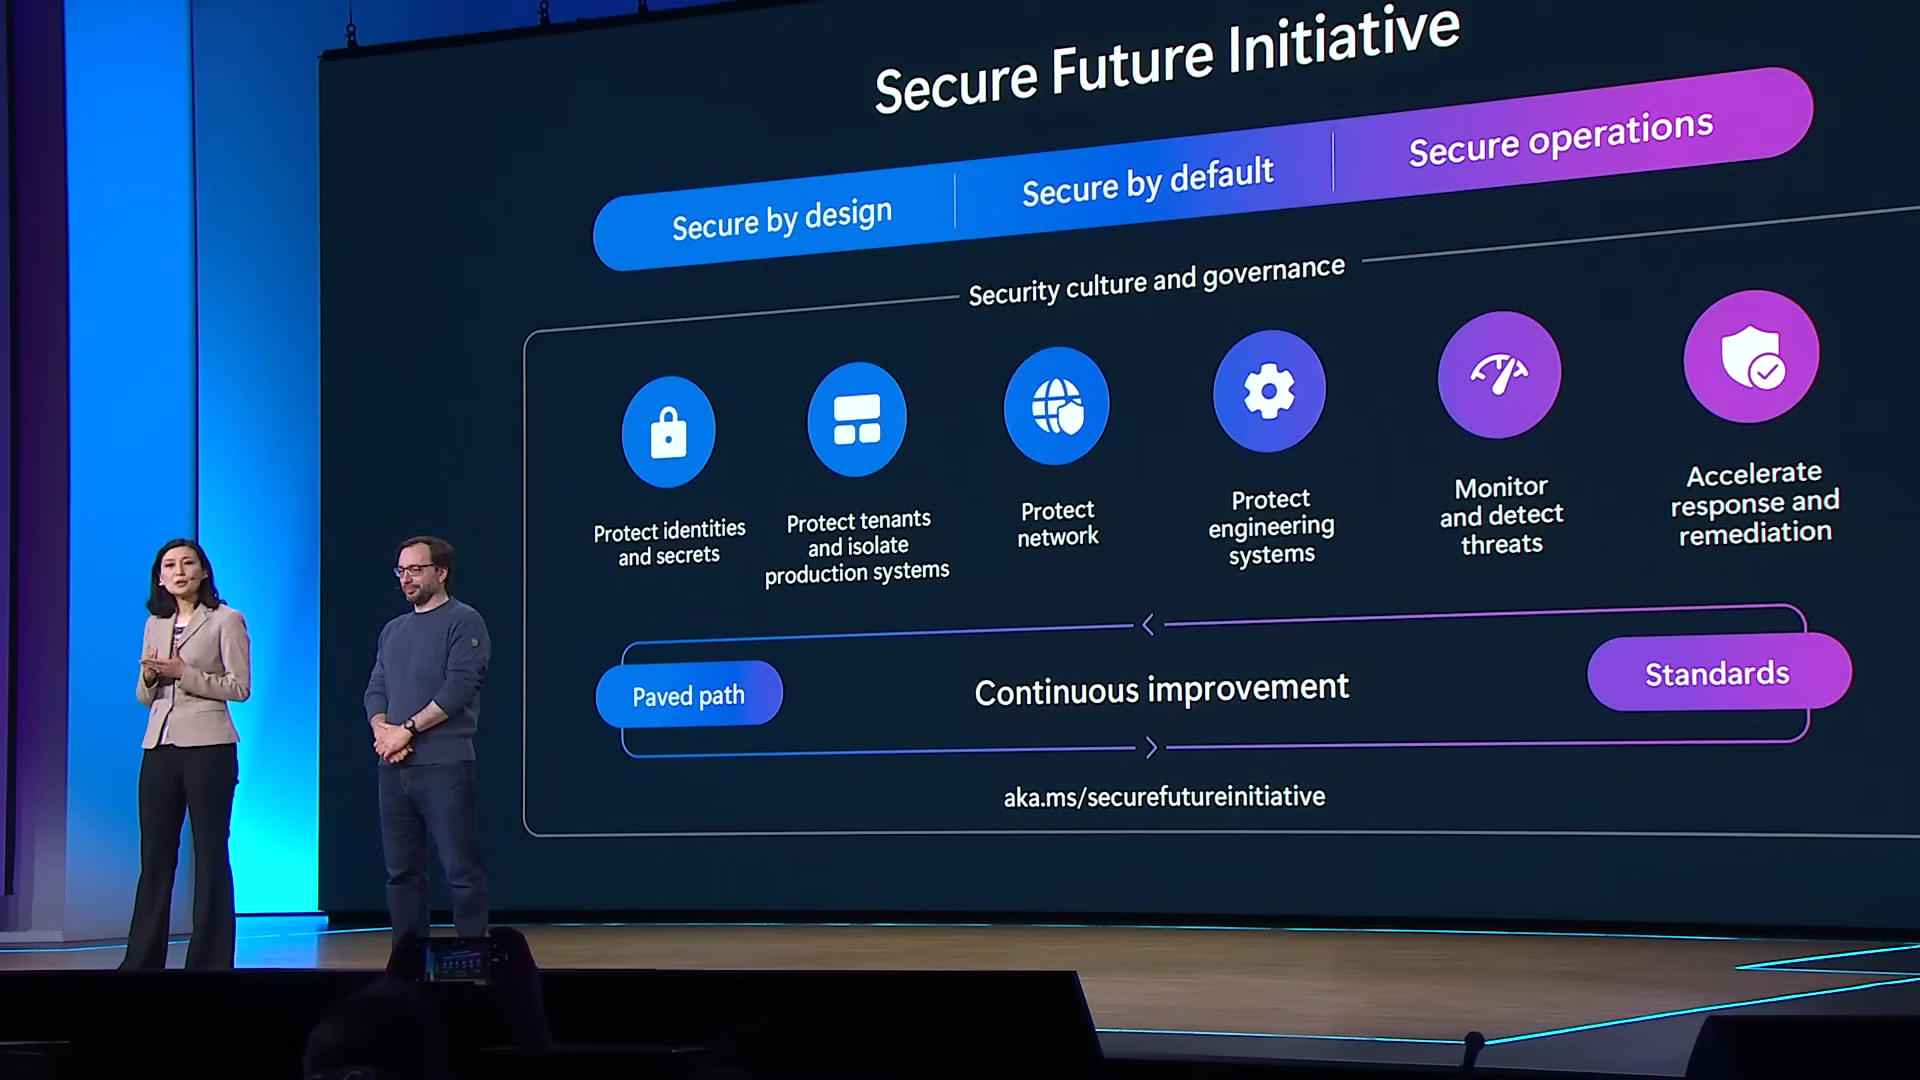 Secure Future Initiative
Secure by design
Secure by default
Secure operations
Security culture and governance
Protect identities
and secrets
Protect tenants
and isolate
production systems
Protect
network
Protect
engineering
systems
Monitor
and detect
threats
Accelerate
response and
remediation
Paved path
Continuous improvement
Standards
aka.ms/securefutureinitiative